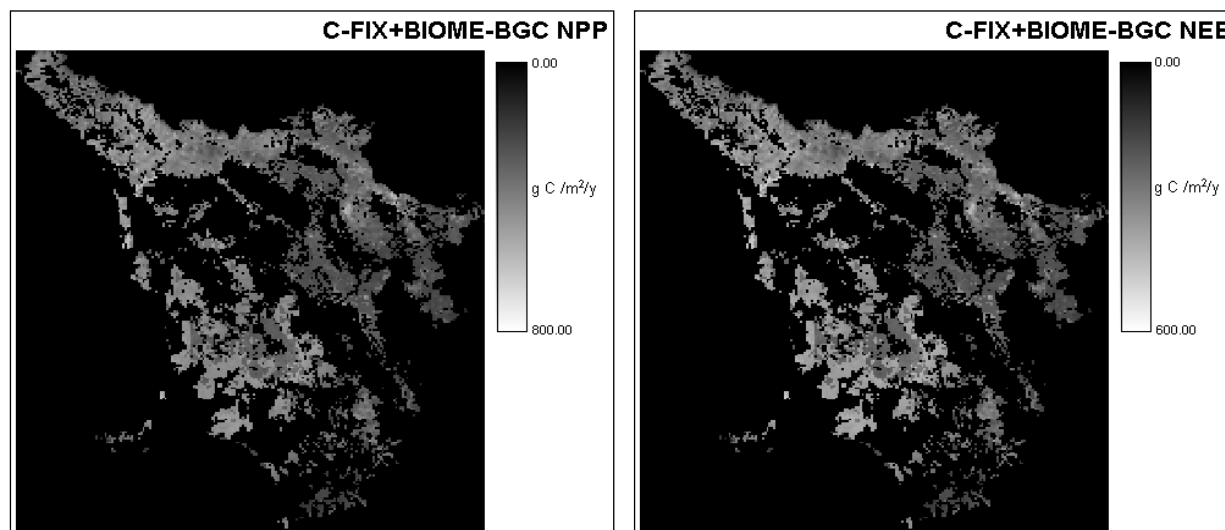 C-FIX+BIOME-BGC NPP
0.00
g C /m²/y
800.00
C-FIX+BIOME-BGC NEE
0.00
g C /m²/y
600.00